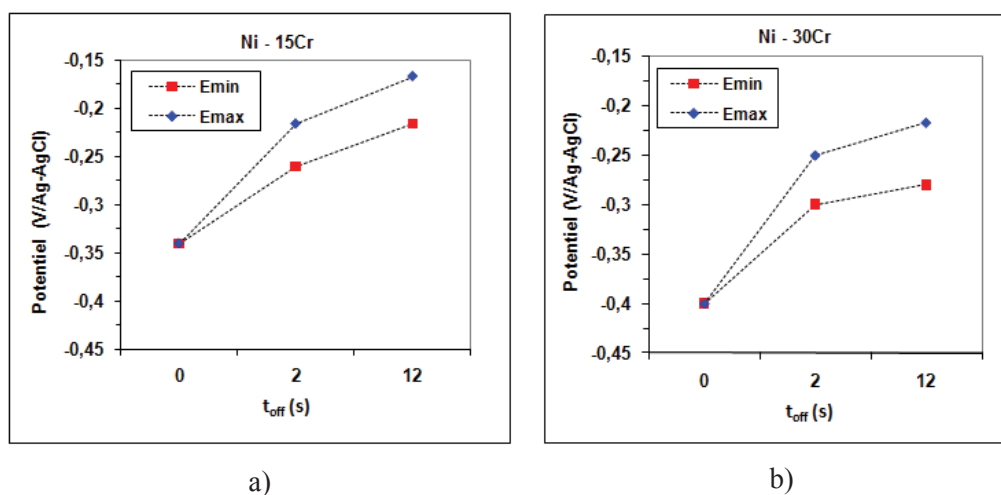 Ni - 15Cr
-0,15
-0,2
-0,25
-0,3
-0,35
-0,4
-0,45
Emin
Emax
Potentiel (V/Ag-AgCl)
0 2 12
toff (s)
a)
Ni - 30Cr
-0,15
-0,2
-0,25
-0,3
-0,35
-0,4
-0,45
Emin
Emax
Potentiel (V/Ag-AgCl)
0 2 12
toff (s)
b)